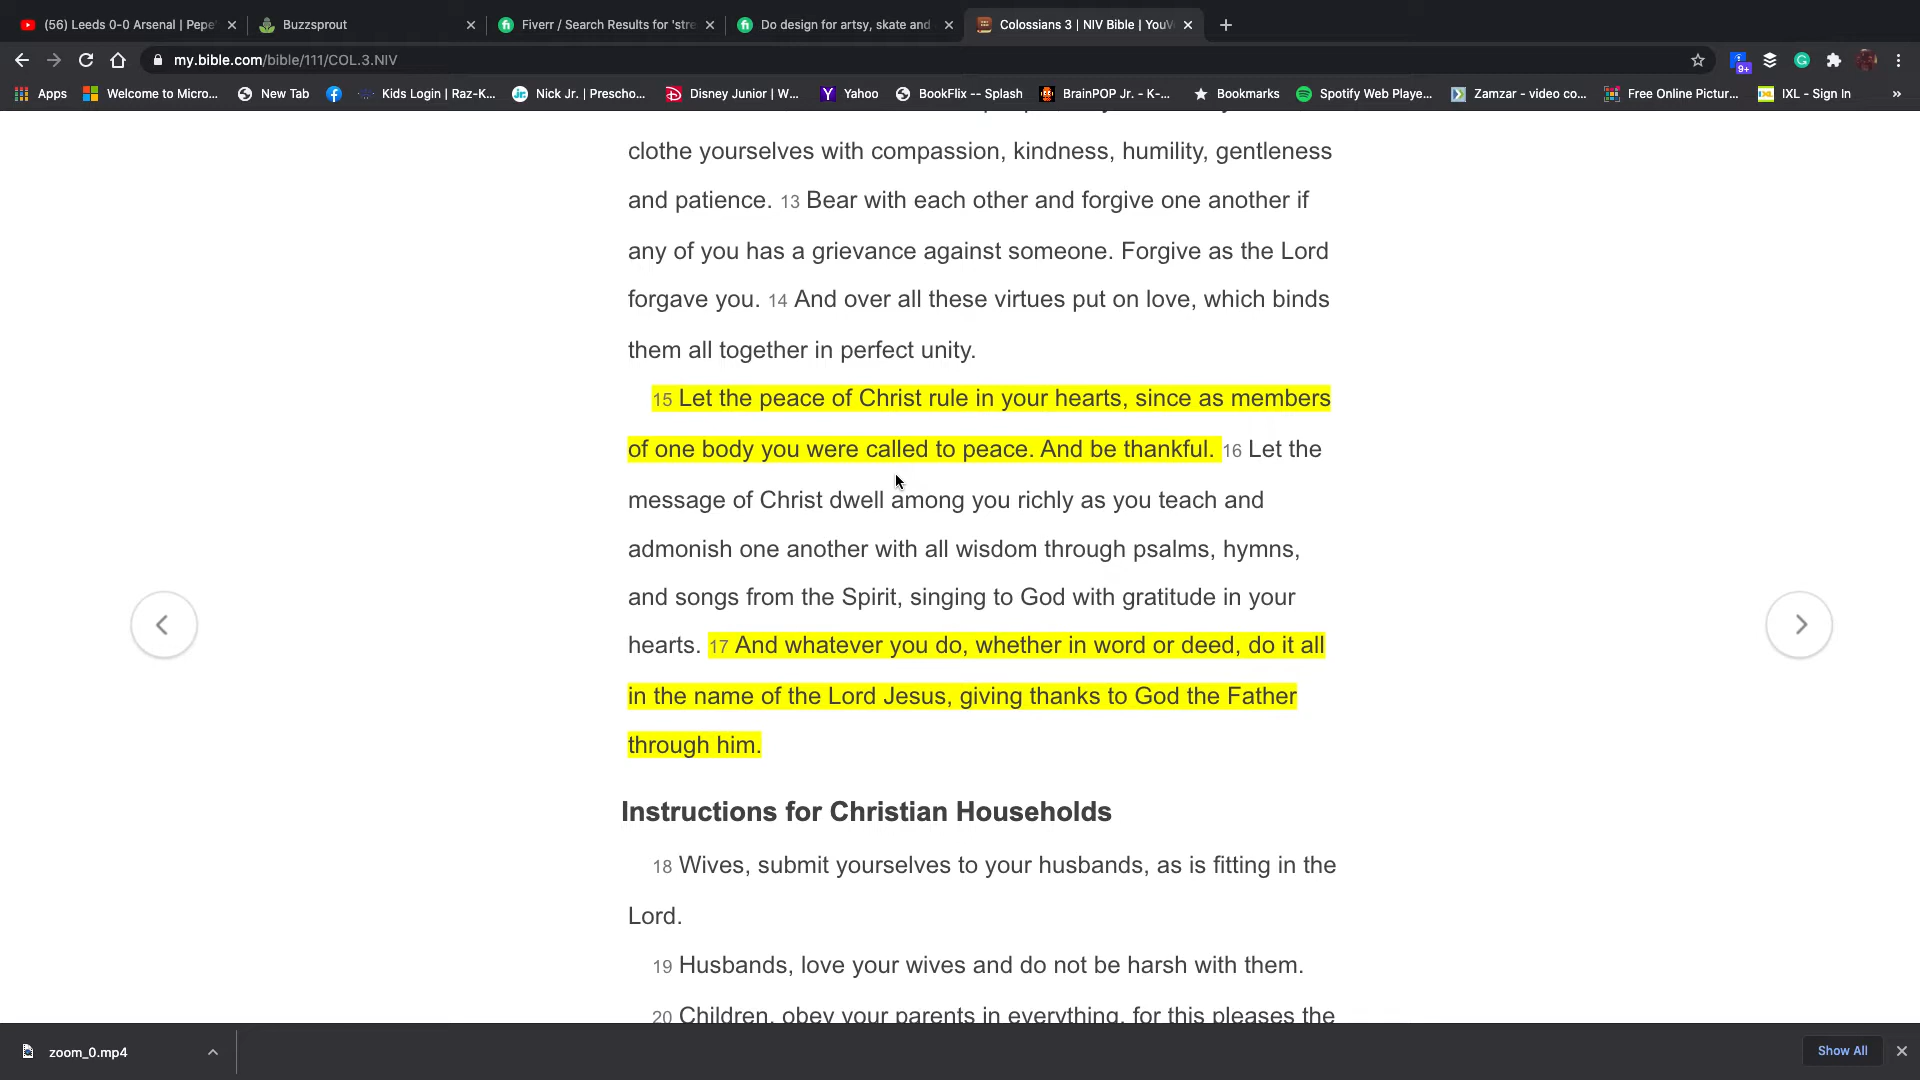 (56) Leeds 0-0 Arsenal | Pepe'
Buzzsprout
Fiverr / Search Results for 'stre
Do design for artsy, skate and
Colossians 3 | NIV Bible | YouV
my.bible.com/bible/111/COL.3.NIV
9+
Apps
Welcome to Micro...
New Tab
Kids Login | Raz-K...
Nick Jr. | Prescho...
Disney Junior | W...
Yahoo
BookFlix -- Splash
BrainPOP Jr. - K-...
Bookmarks
Spotify Web Playe...
Zamzar - video co...
Free Online Pictur...
IXL - Sign In
»
clothe yourselves with compassion, kindness, humility, gentleness
and patience. 13 Bear with each other and forgive one another if
any of you has a grievance against someone. Forgive as the Lord
forgave you. 14 And over all these virtues put on love, which binds
them all together in perfect unity.
15 Let the peace of Christ rule in your hearts, since as members
of one body you were called to peace. And be thankful. 16 Let the
message of Christ dwell among you richly as you teach and
admonish one another with all wisdom through psalms, hymns,
and songs from the Spirit, singing to God with gratitude in your
hearts. 17 And whatever you do, whether in word or deed, do it all
in the name of the Lord Jesus, giving thanks to God the Father
through him.
Instructions for Christian Households
18 Wives, submit yourselves to your husbands, as is fitting in the
Lord.
19 Husbands, love your wives and do not be harsh with them.
20 Children, obey your parents in everything, for this pleases the
zoom_0.mp4
Show All